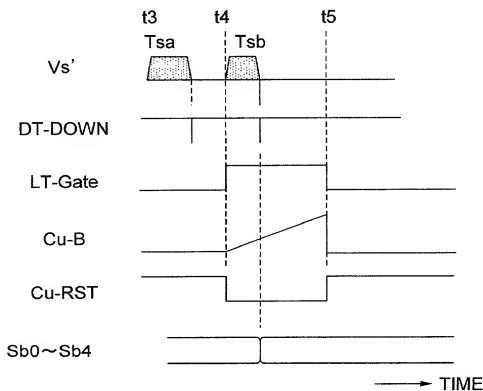 t3 t4 t5
Tsa Tsb
Vs'
DT-DOWN
LT-Gate
Cu-B
Cu-RST
Sb0～Sb4
TIME